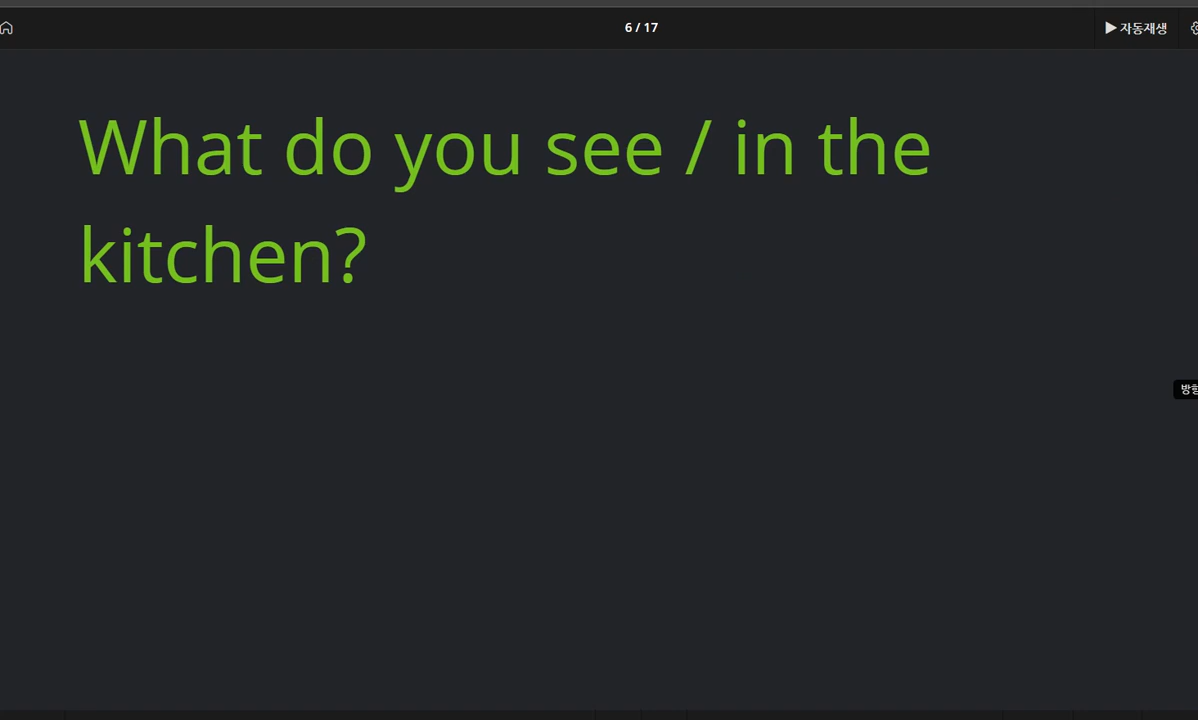 6 / 17
▶ 자동재생
What do you see / in the
kitchen?